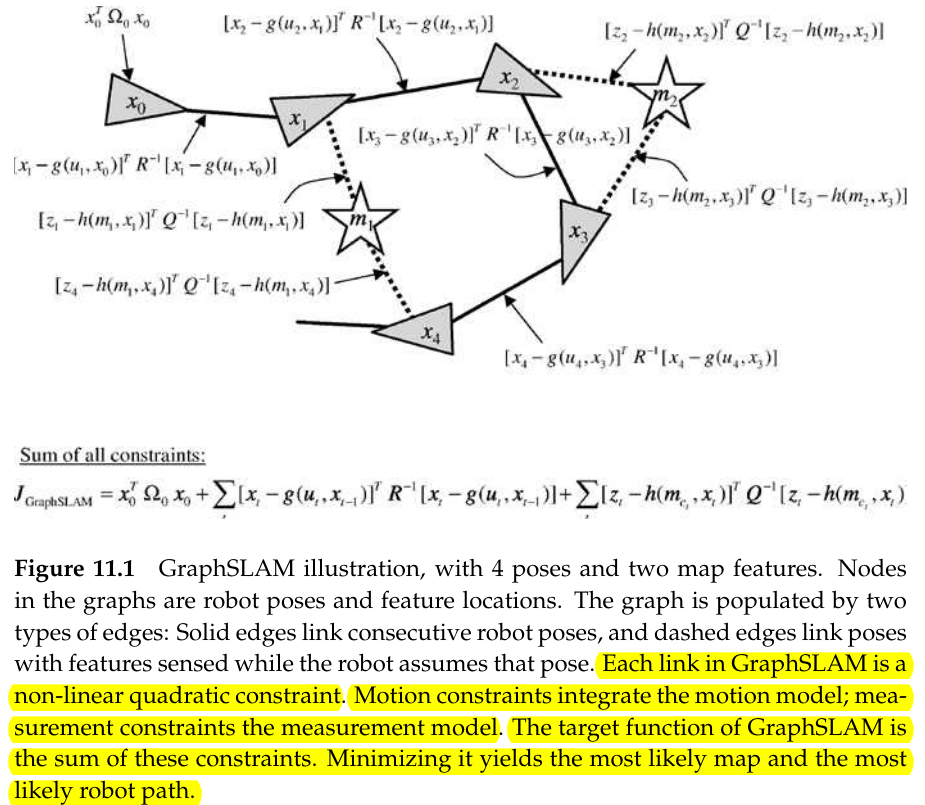 x_0^T Ω_0 x_0
[x_2 – g(u_2, x_1)]^T R^{-1} [x_2 – g(u_2, x_1)]
[z_2 – h(m_2, x_2)]^T Q^{-1} [z_2 – h(m_2, x_2)]
x_0
x_1
x_2
m_2
[x_1 – g(u_1, x_0)]^T R^{-1} [x_1 – g(u_1, x_0)]
[x_3 – g(u_3, x_2)]^T R^{-1} [x_3 – g(u_3, x_2)]
[z_3 – h(m_2, x_3)]^T Q^{-1} [z_3 – h(m_2, x_3)]
[z_1 – h(m_1, x_1)]^T Q^{-1} [z_1 – h(m_1, x_1)]
m_1
x_3
[z_4 – h(m_1, x_4)]^T Q^{-1} [z_4 – h(m_1, x_4)]
x_4
[x_4 – g(u_4, x_3)]^T R^{-1} [x_4 – g(u_4, x_3)]
Sum of all constraints:
J_{GraphSLAM} = x_0^T Ω_0 x_0 + ∑[x_t – g(u_t, x_{t-1})]^T R^{-1} [x_t – g(u_t, x_{t-1})] + ∑[z_t – h(m_{c_t}, x_t)]^T Q^{-1} [z_t – h(m_{c_t}, x_t)
Figure 11.1 GraphSLAM illustration, with 4 poses and two map features. Nodes
in the graphs are robot poses and feature locations. The graph is populated by two
types of edges: Solid edges link consecutive robot poses, and dashed edges link poses
with features sensed while the robot assumes that pose. Each link in GraphSLAM is a
non-linear quadratic constraint. Motion constraints integrate the motion model; mea-
surement constraints the measurement model. The target function of GraphSLAM is
the sum of these constraints. Minimizing it yields the most likely map and the most
likely robot path.